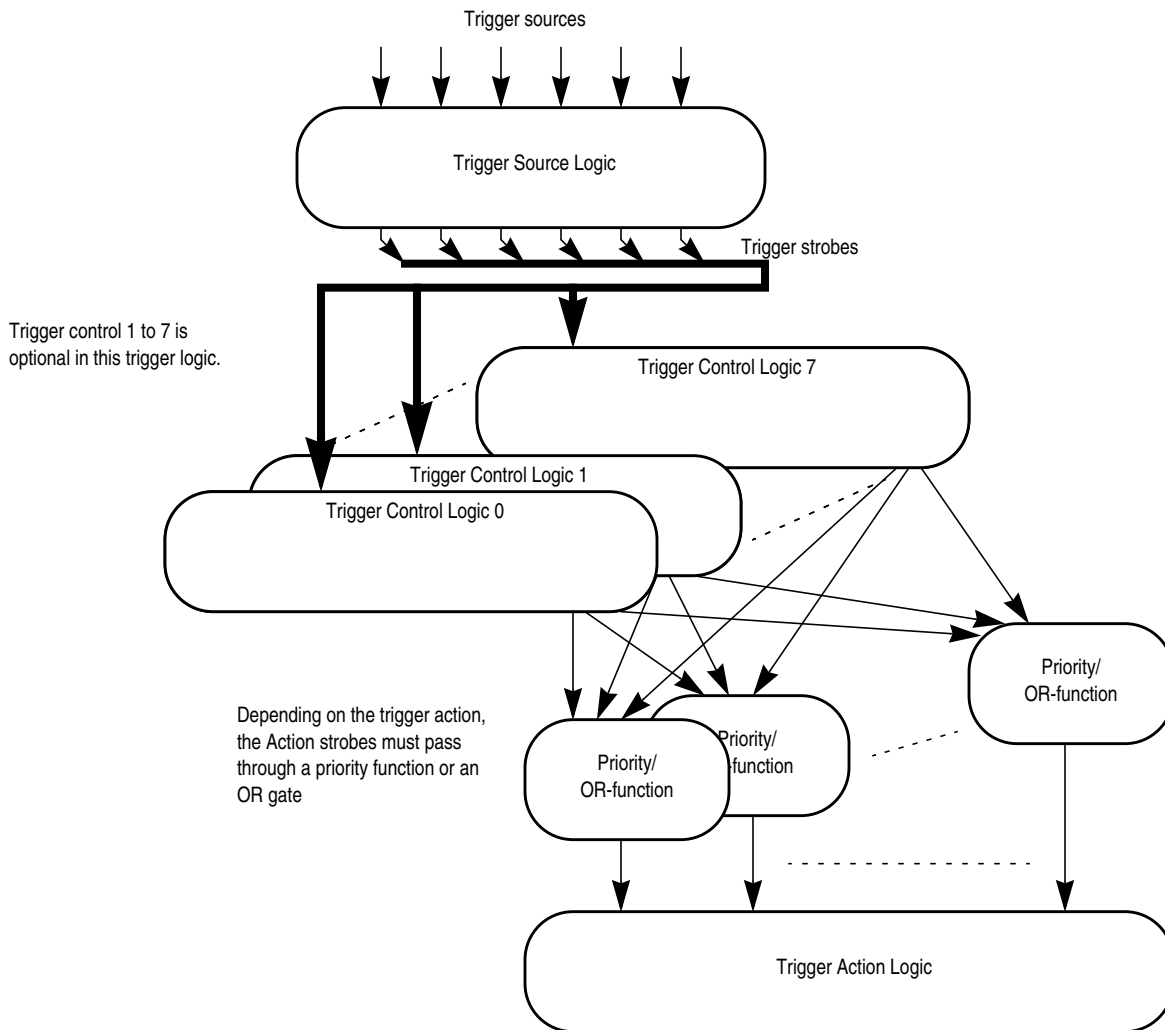 Trigger sources
Trigger Source Logic
Trigger strobes
Trigger control 1 to 7 is
optional in this trigger logic.
Trigger Control Logic 7
Trigger Control Logic 1
Trigger Control Logic 0
Priority/
OR-function
Depending on the trigger action,
the Action strobes must pass
through a priority function or an
OR gate
Priority/
-function
Priority/
OR-function
Trigger Action Logic